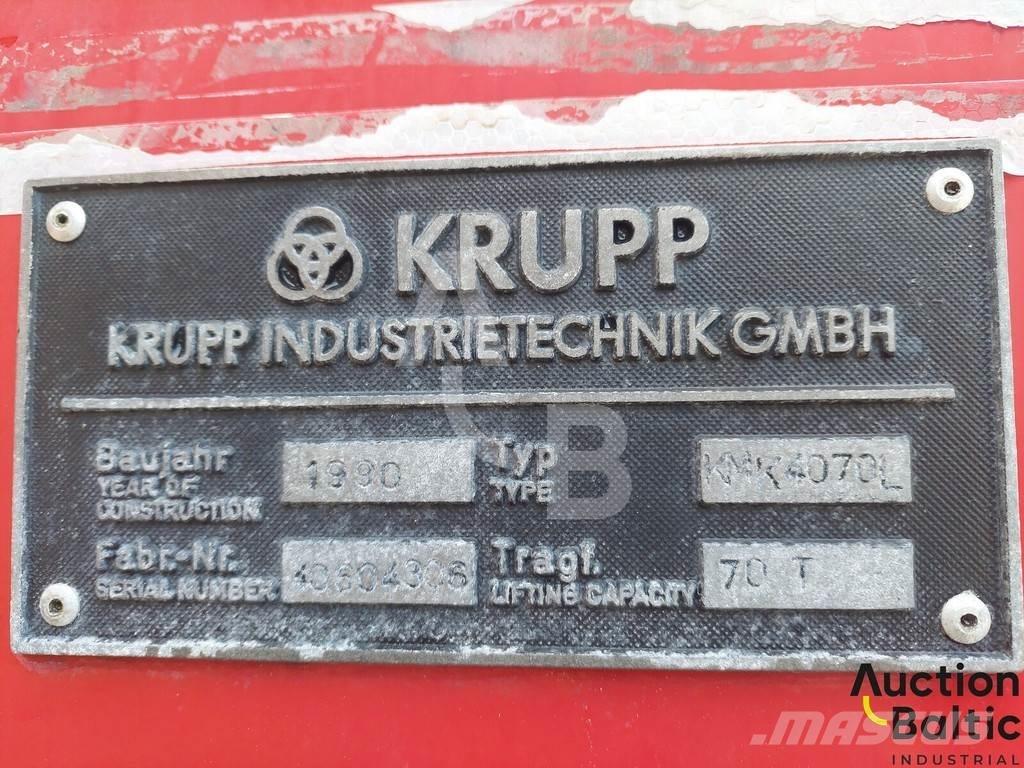 KRUPP
KRUPP INDUSTRIETECHNIK GMBH
Baujahr 1990 Typ KMK4070L
YEAR OF CONSTRUCTION TYPE
Fabr.-Nr. 40604306 Tragf. 70 T
SERIAL NUMBER LIFTING CAPACITY
B
Auction
Baltic
INDUSTRIAL
MASCUS